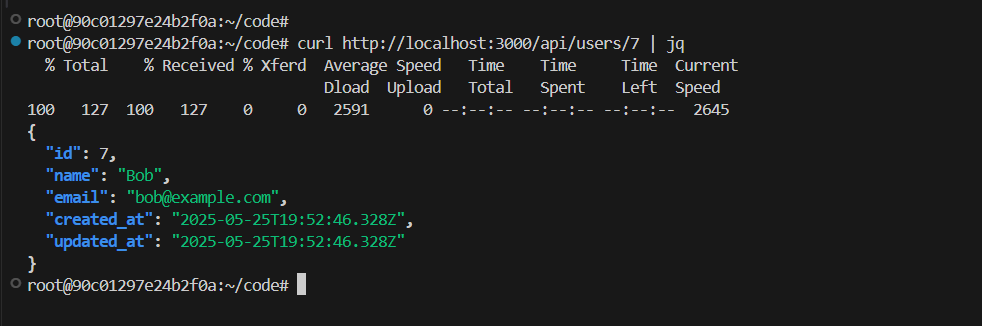 root@90c01297e24b2f0a:~/code#
root@90c01297e24b2f0a:~/code# curl http://localhost:3000/api/users/7 | jq
  % Total    % Received % Xferd  Average Speed   Time    Time     Time  Current
                                 Dload  Upload   Total   Spent    Left  Speed
100   127  100   127    0     0   2591      0 --:--:-- --:--:-- --:--:--  2645
{
  "id": 7,
  "name": "Bob",
  "email": "bob@example.com",
  "created_at": "2025-05-25T19:52:46.328Z",
  "updated_at": "2025-05-25T19:52:46.328Z"
}
root@90c01297e24b2f0a:~/code#